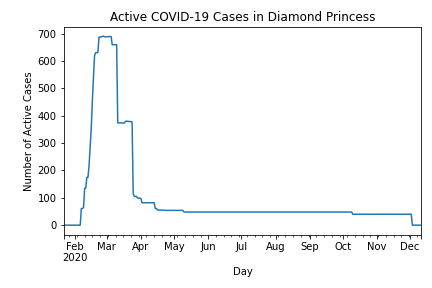 Active COVID-19 Cases in Diamond Princess
700
600
500
400
300
200
100
0
Number of Active Cases
Feb Mar Apr May Jun Jul Aug Sep Oct Nov Dec
2020
Day